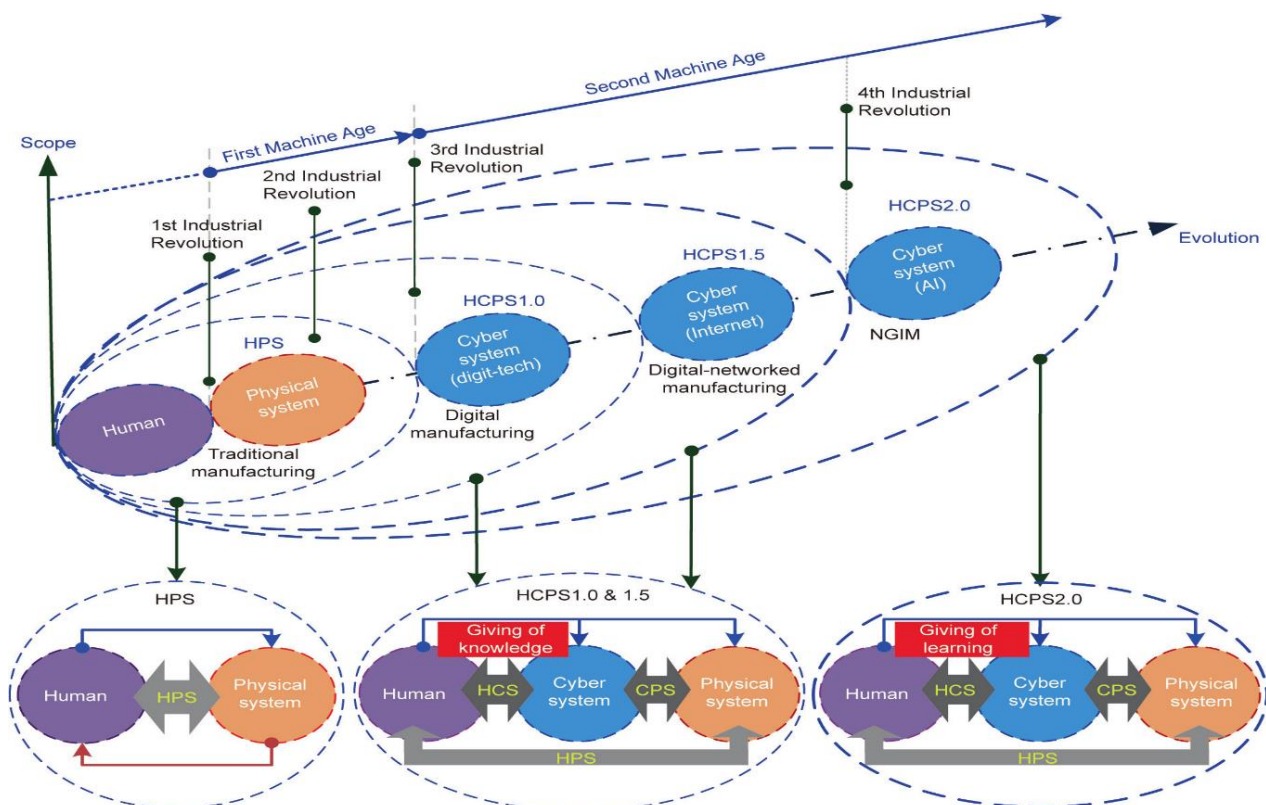 Second Machine Age
4th Industrial
Revolution
First Machine Age
Scope
3rd Industrial
Revolution
2nd Industrial
Revolution
1st Industrial
Revolution
HCPS2.0
Evolution
Cyber
system
(AI)
HCPS1.5
Cyber
system
(Internet)
NGIM
HCPS1.0
Cyber
system
(digit-tech)
Digital-networked
manufacturing
HPS
Physical
system
Digital
manufacturing
Human
Traditional
manufacturing
HPS
Human
HPS
Physical
system
HCPS1.0 & 1.5
Giving of
knowledge
Human
HCS
Cyber
system
CPS
Physical
system
HPS
HCPS2.0
Giving of
learning
Human
HCS
Cyber
system
CPS
Physical
system
HPS